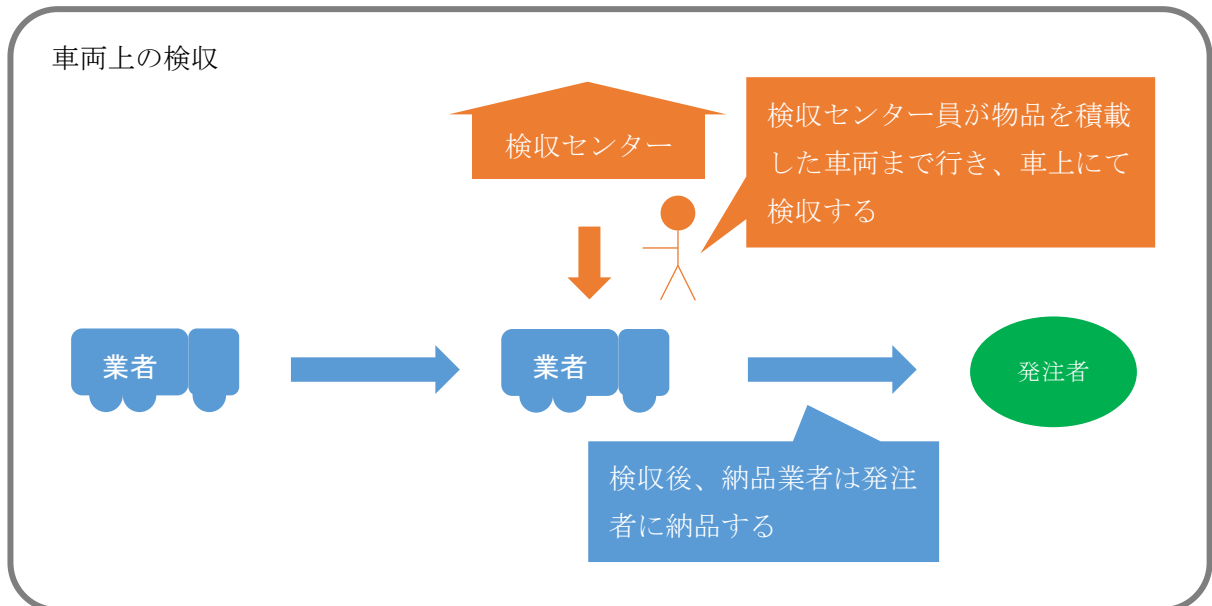 車両上の検収
検収センター
検収センター員が物品を積載
した車両まで行き、車上にて
検収する
業者
業者
発注者
検収後、納品業者は発注
者に納品する